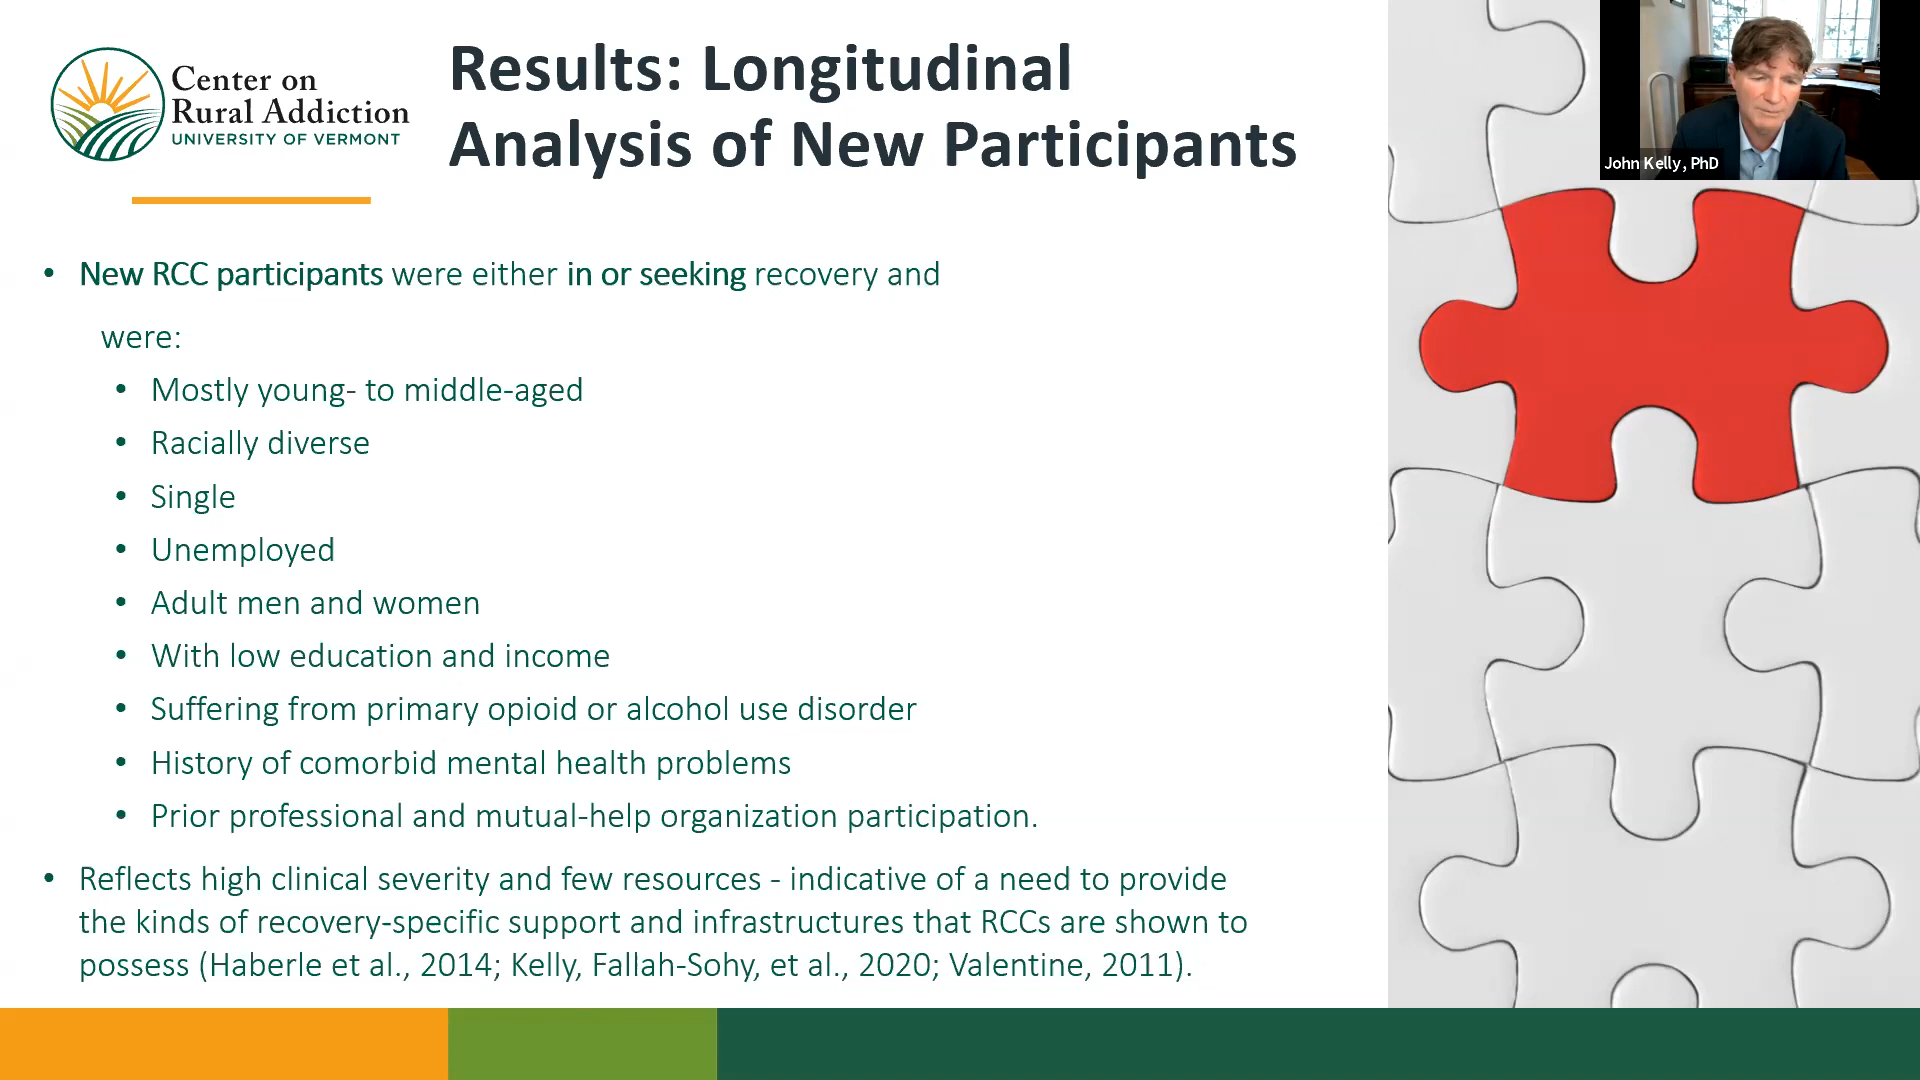 Center on
Rural Addiction
UNIVERSITY OF VERMONT
Results: Longitudinal
Analysis of New Participants
John Kelly, PhD
• New RCC participants were either in or seeking recovery and
were:
• Mostly young- to middle-aged
• Racially diverse
• Single
• Unemployed
• Adult men and women
• With low education and income
• Suffering from primary opioid or alcohol use disorder
• History of comorbid mental health problems
• Prior professional and mutual-help organization participation.
• Reflects high clinical severity and few resources - indicative of a need to provide
the kinds of recovery-specific support and infrastructures that RCCs are shown to
possess (Haberle et al., 2014; Kelly, Fallah-Sohy, et al., 2020; Valentine, 2011).